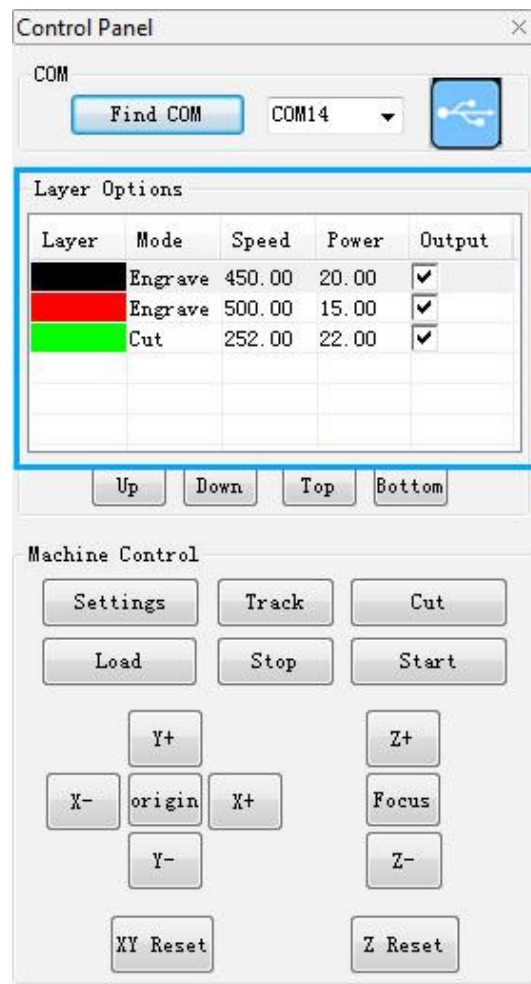 Control Panel
COM
Find COM COM14
Layer Options
Layer Mode Speed Power Output
Engrave 450.00 20.00
Engrave 500.00 15.00
Cut 252.00 22.00
Up Down Top Bottom
Machine Control
Settings Track Cut
Load Stop Start
Y+ Z+
X- origin X+ Focus
Y- Z-
XY Reset Z Reset